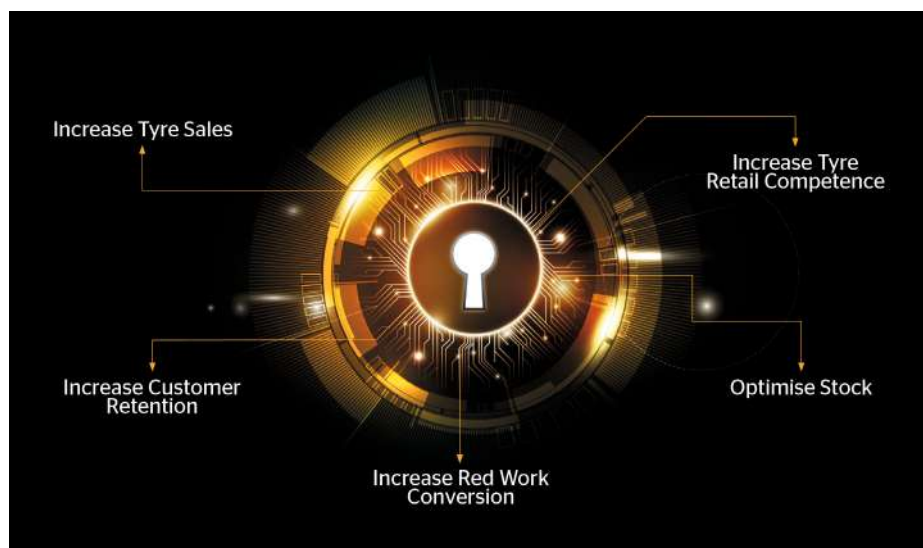 Increase Tyre Sales
Increase Tyre
Retail Competence
Increase Customer
Retention
Optimise Stock
Increase Red Work
Conversion